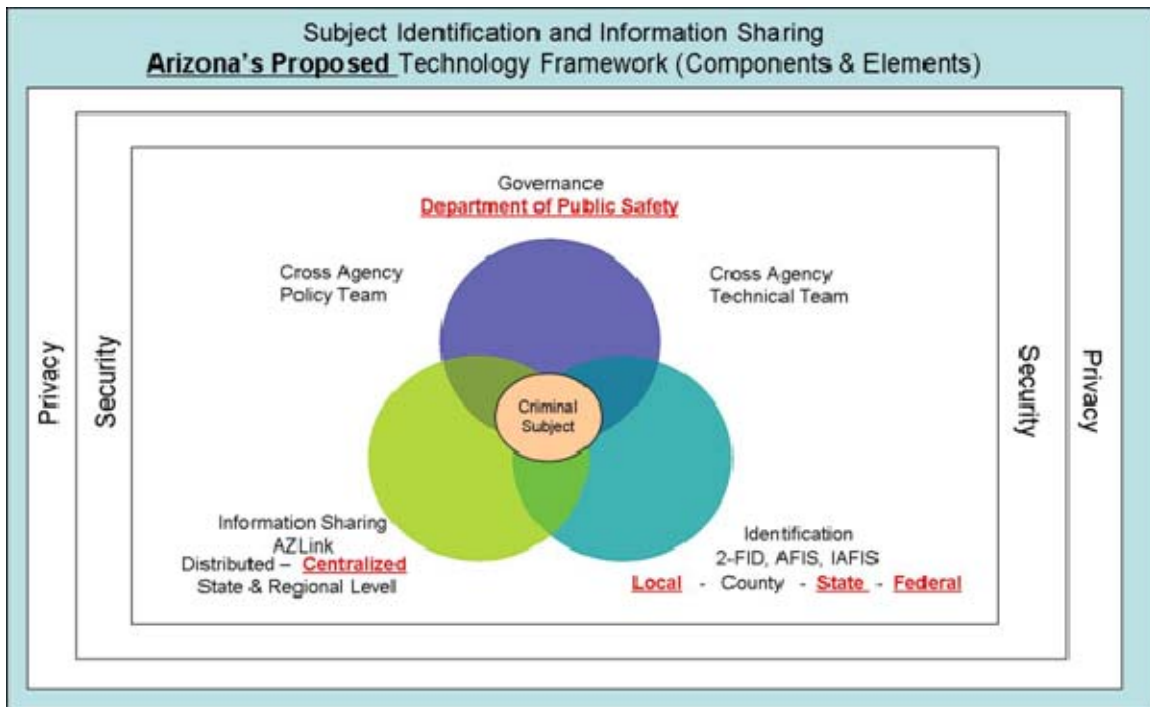 Subject Identification and Information Sharing
Arizona's Proposed Technology Framework (Components & Elements)
Governance
Department of Public Safety
Cross Agency
Policy Team
Cross Agency
Technical Team
Privacy
Security
Criminal
Subject
Security
Privacy
Information Sharing
AZLink
Distributed – Centralized
State & Regional Level
Identification
2-FID, AFIS, IAFIS
Local - County - State - Federal